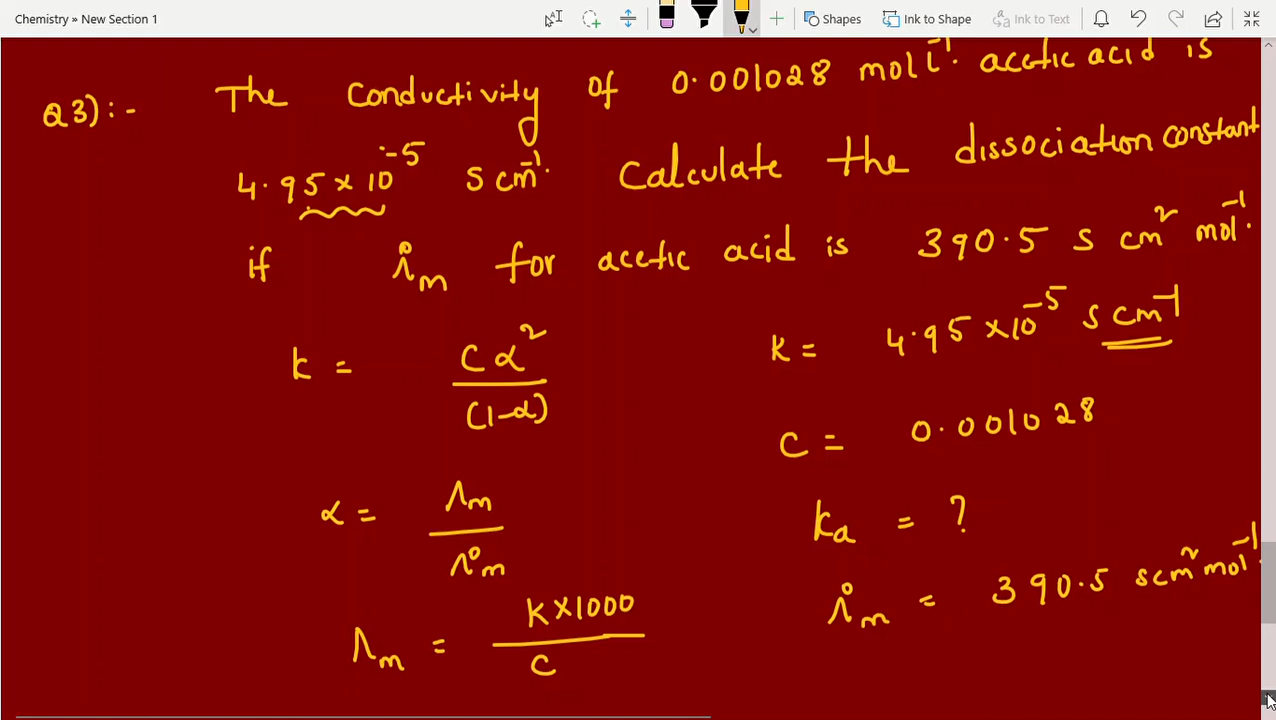 Chemistry » New Section 1
Shapes
Ink to Shape
Ink to Text
Q3):- The Conductivity of 0.001028 mol l⁻¹. acetic acid is
4.95 × 10⁻⁵ S cm⁻¹. Calculate the dissociation constant
if Λ°m for acetic acid is 390.5 S cm² mol⁻¹.
k = Cα² / (1-α)
K = 4.95 × 10⁻⁵ S cm⁻¹
C = 0.001028
α = Λm / Λ°m
ka = ?
Λ°m = 390.5 scm² mol⁻¹.
Λm = K × 1000 / C